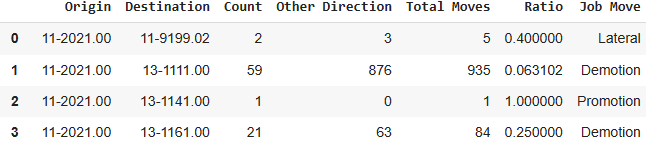 Origin Destination Count Other Direction Total Moves Ratio Job Move
0 11-2021.00 11-9199.02 2 3 5 0.400000 Lateral
1 11-2021.00 13-1111.00 59 876 935 0.063102 Demotion
2 11-2021.00 13-1141.00 1 0 1 1.000000 Promotion
3 11-2021.00 13-1161.00 21 63 84 0.250000 Demotion